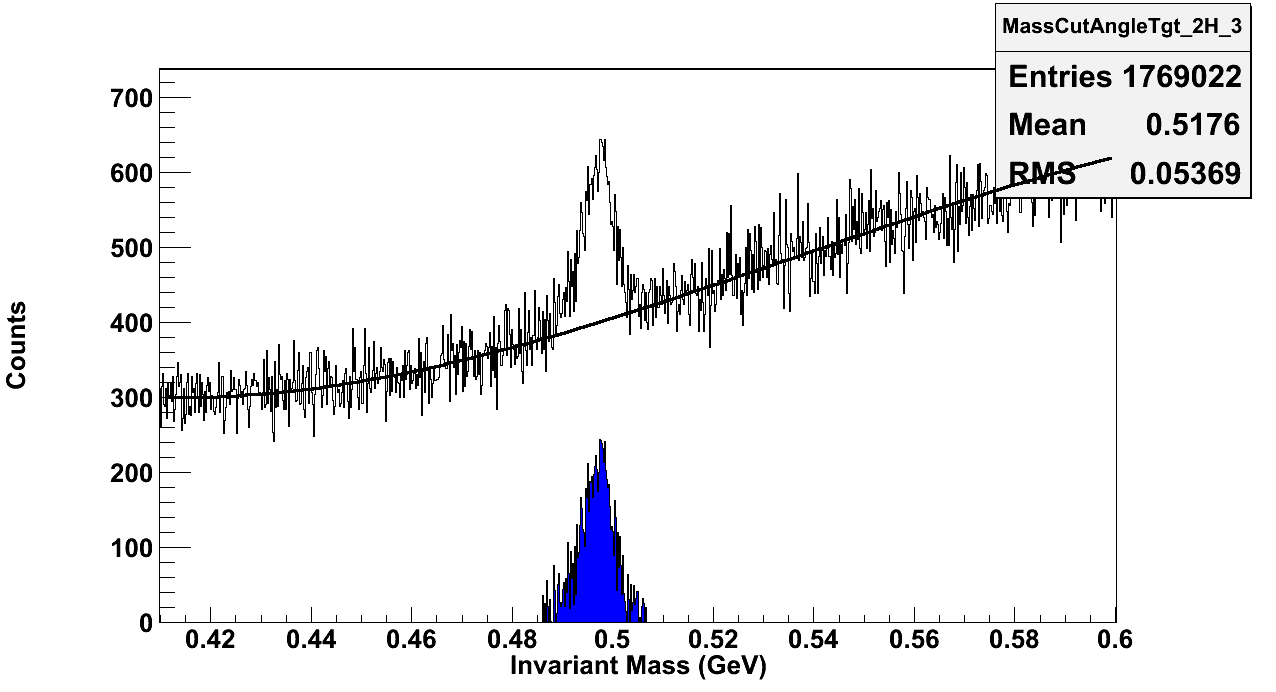 MassCutAngleTgt_2H_3
Entries 1769022
Mean 0.5176
RMS 0.05369
700
600
500
400
300
200
100
0
Counts
0.42 0.44 0.46 0.48 0.5 0.52 0.54 0.56 0.58 0.6
Invariant Mass (GeV)